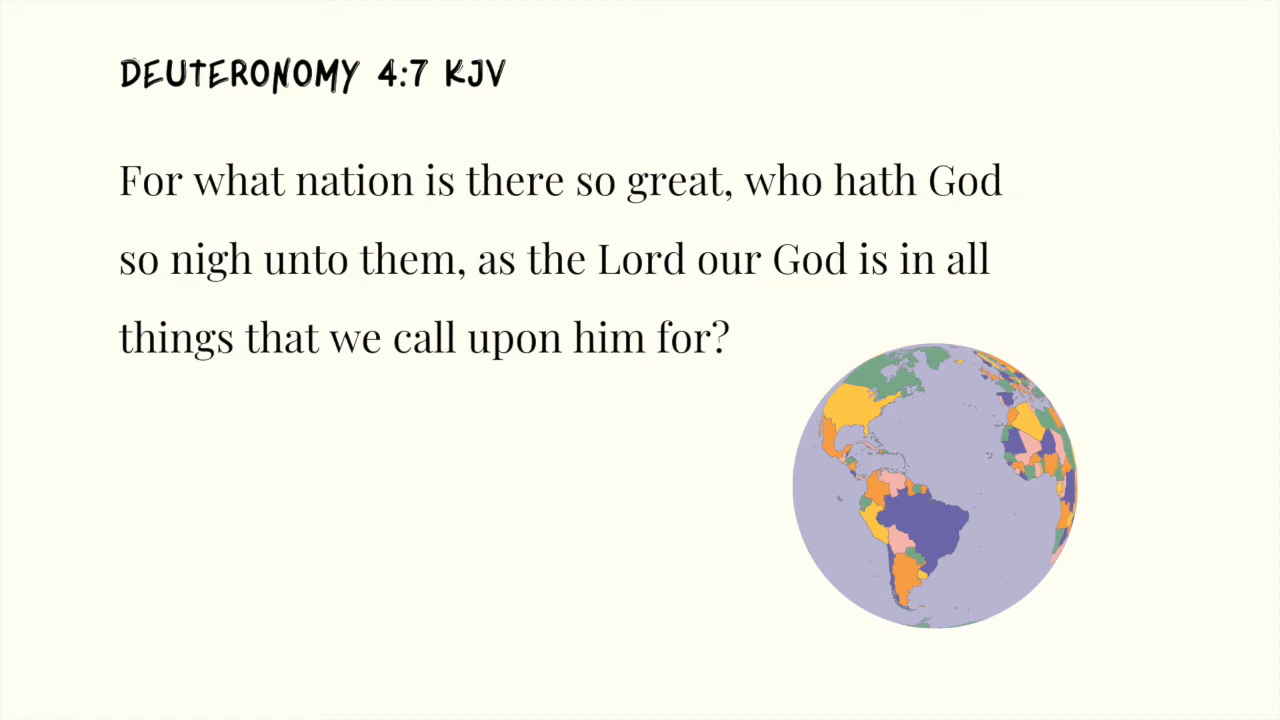 DEUTERONOMY 4:7 KJV
For what nation is there so great, who hath God
so nigh unto them, as the Lord our God is in all
things that we call upon him for?